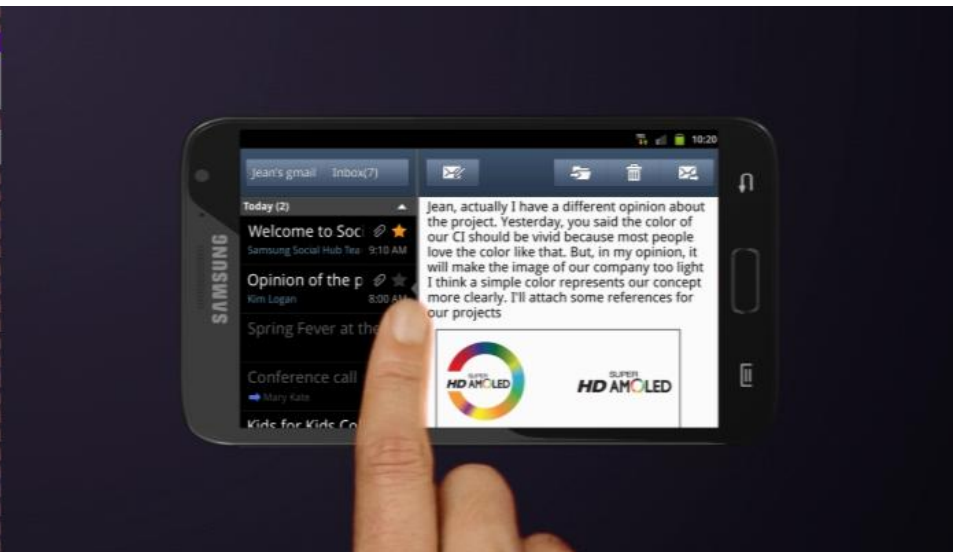 SAMSUNG
10:20
Jean's gmail Inbox(7)
Today (2)
Welcome to Soci
Samsung Social Hub Tea 9:10 AM
Opinion of the p
Kim Logan 8:00 AM
Spring Fever at the
Conference call
Mary Kate
Kids for Kids Co
Jean, actually I have a different opinion about
the project. Yesterday, you said the color of
our CI should be vivid because most people
love the color like that. But, in my opinion, it
will make the image of our company too light
I think a simple color represents our concept
more clearly. I'll attach some references for
our projects
SUPER
HD AMOLED
SUPER
HD AMOLED